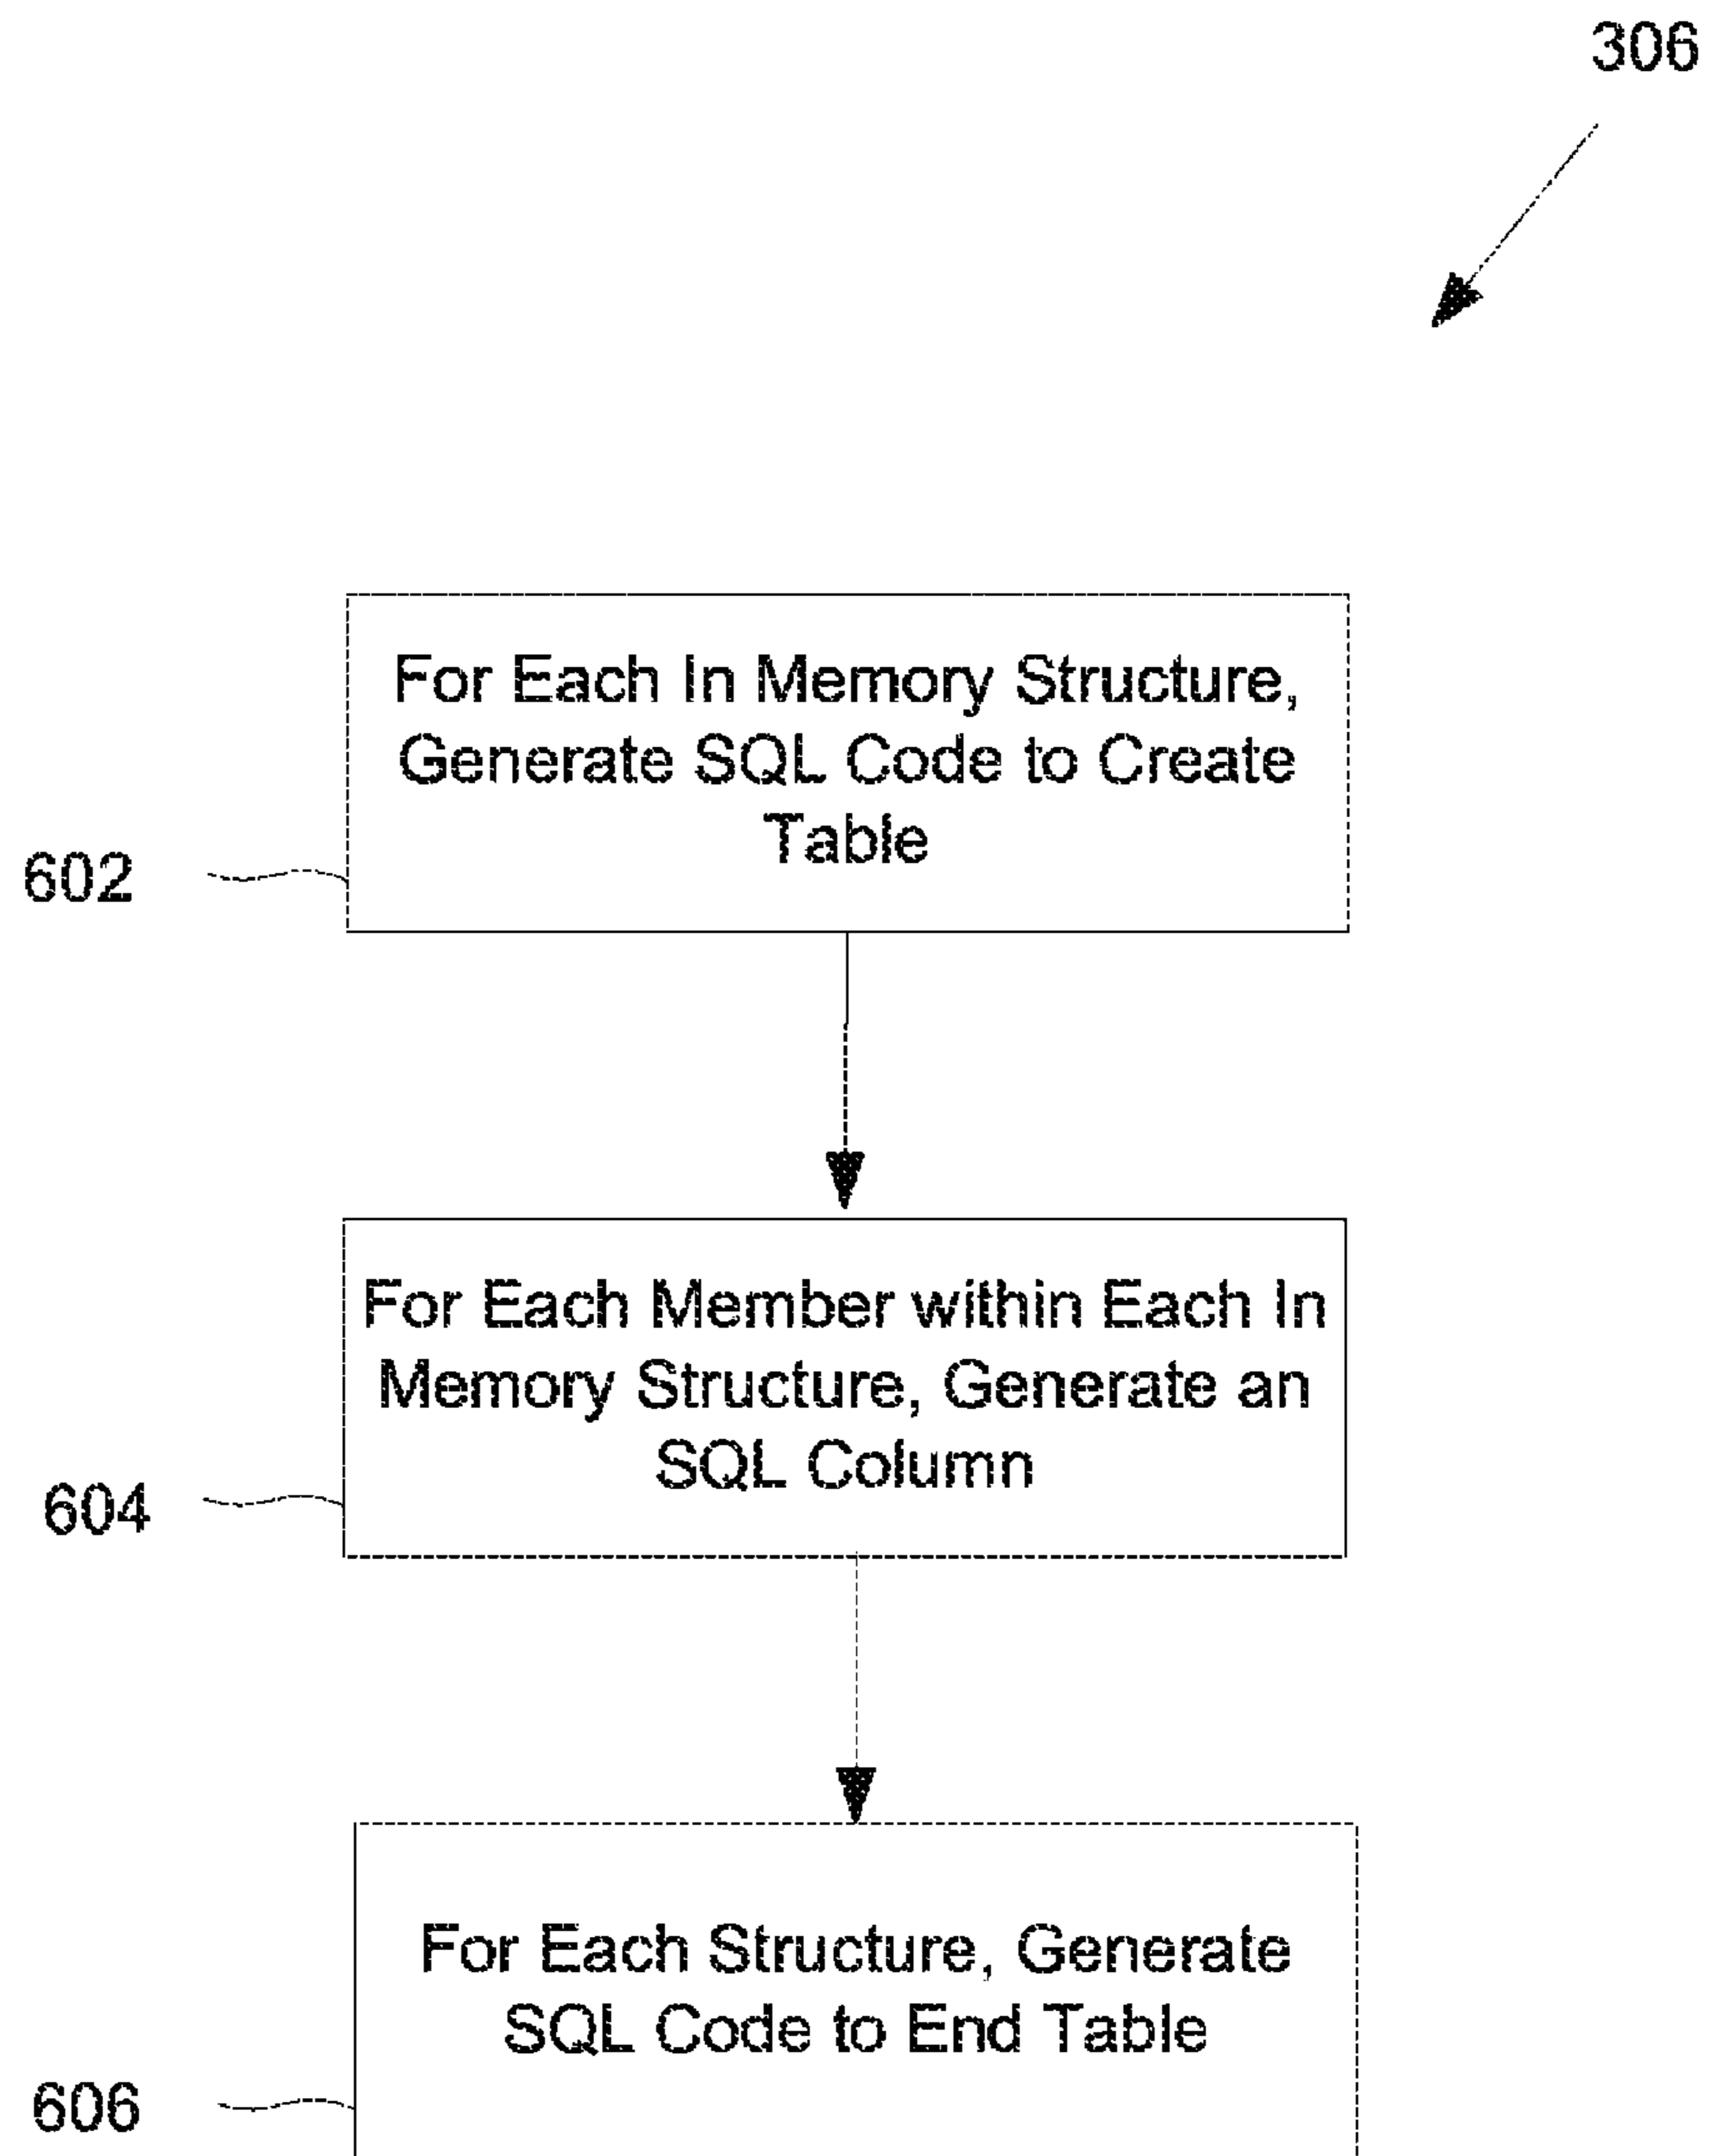 306
For Each In Memory Structure,
Generate SQL Code to Create
Table
602
For Each Member within Each In
Memory Structure, Generate an
SQL Column
604
For Each Structure, Generate
SQL Code to End Table
606